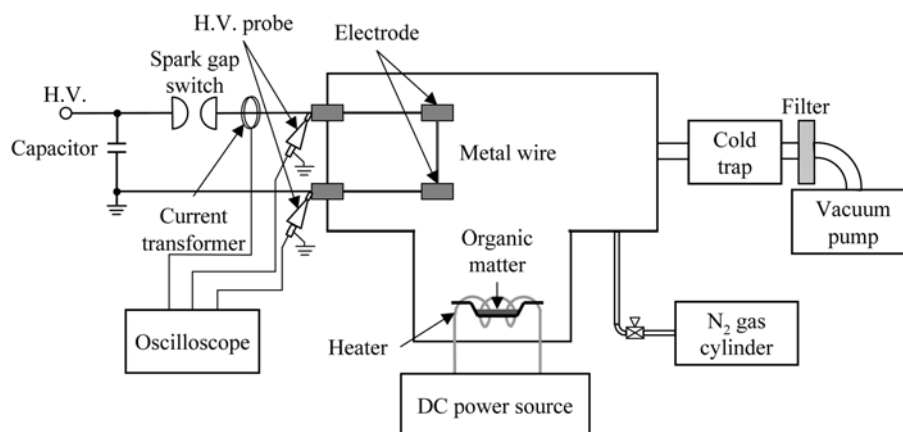 H.V. probe
Electrode
Spark gap
switch
H.V.
Filter
Capacitor
Metal wire
Cold
trap
Current
transformer
Vacuum
pump
Organic
matter
Oscilloscope
Heater
N₂ gas
cylinder
DC power source